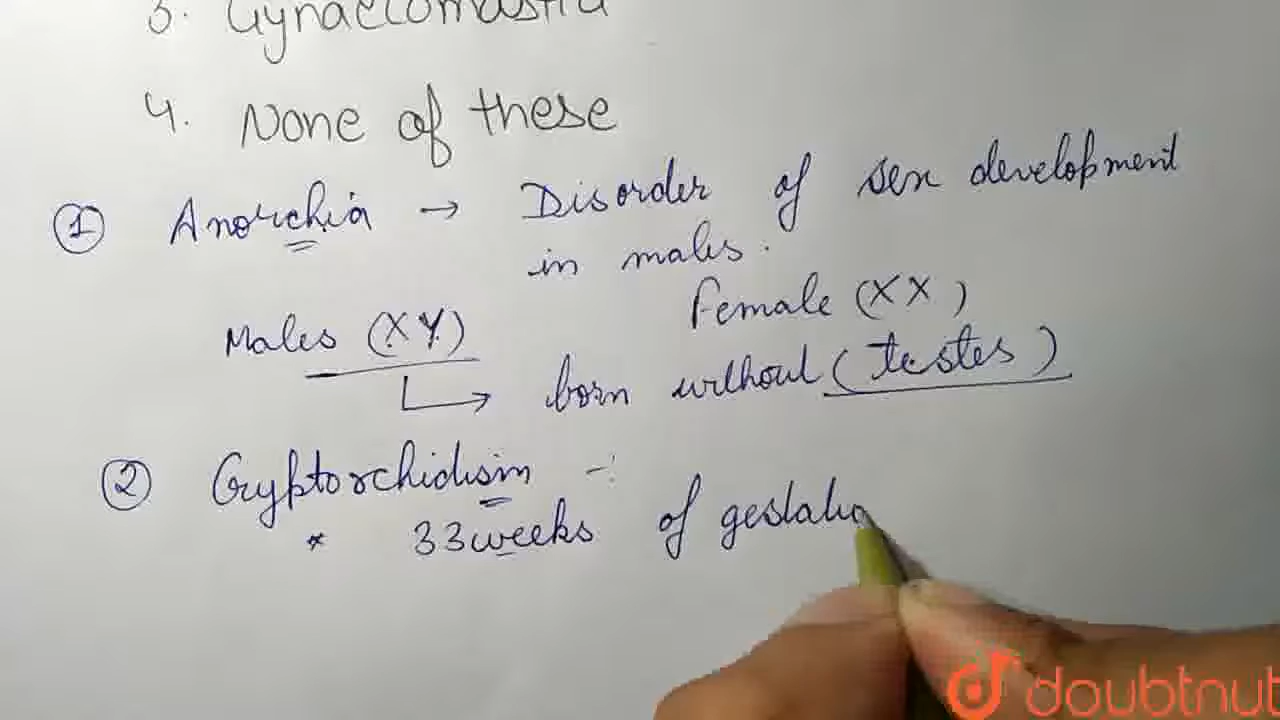 3. Gynaecomastia
4. None of these
① Anorchia → Disorder of sex development
in males.
Males (XY) Female (XX)
↳ born without (testes)
② Cryptorchidism -:
* 33weeks of gestatio
doubtnut